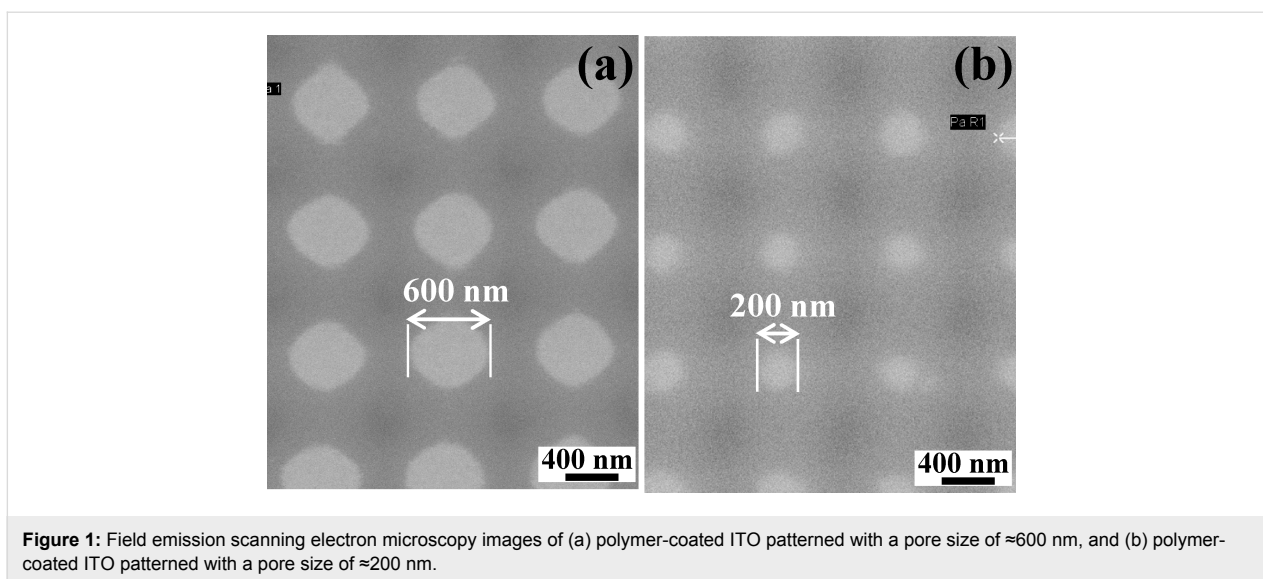 (a)
a 1
600 nm
400 nm
(b)
Pa R1
200 nm
400 nm
Figure 1: Field emission scanning electron microscopy images of (a) polymer-coated ITO patterned with a pore size of ≈600 nm, and (b) polymer-
coated ITO patterned with a pore size of ≈200 nm.